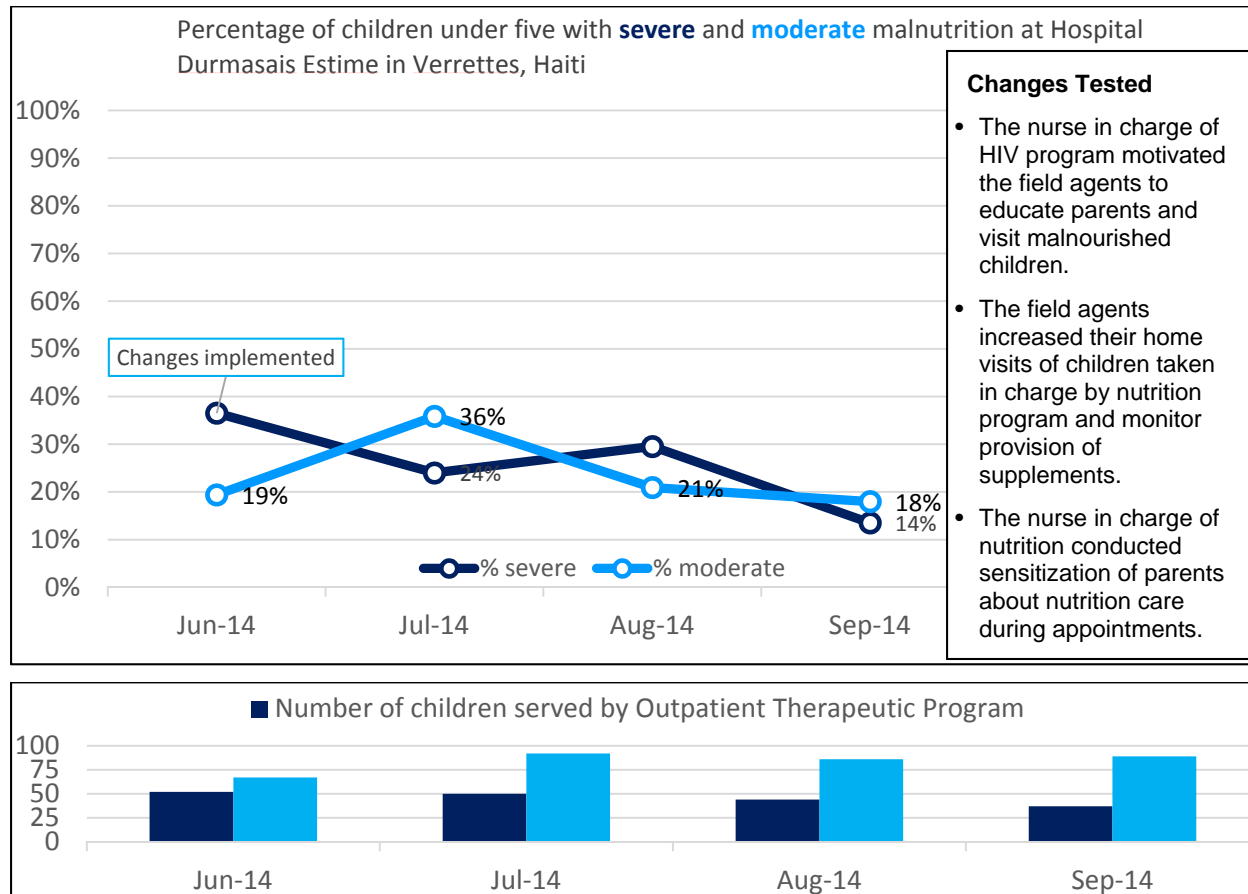 Percentage of children under five with severe and moderate malnutrition at Hospital
Durmasais Estime in Verrettes, Haiti
100%
90%
80%
70%
60%
50%
40%
30%
20%
10%
0%
Changes implemented
36%
24%
19%
21%
18%
14%
% severe
% moderate
Jun-14
Jul-14
Aug-14
Sep-14
Changes Tested
• The nurse in charge of
HIV program motivated
the field agents to
educate parents and
visit malnourished
children.
• The field agents
increased their home
visits of children taken
in charge by nutrition
program and monitor
provision of
supplements.
• The nurse in charge of
nutrition conducted
sensitization of parents
about nutrition care
during appointments.
Number of children served by Outpatient Therapeutic Program
100
75
50
25
0
Jun-14
Jul-14
Aug-14
Sep-14